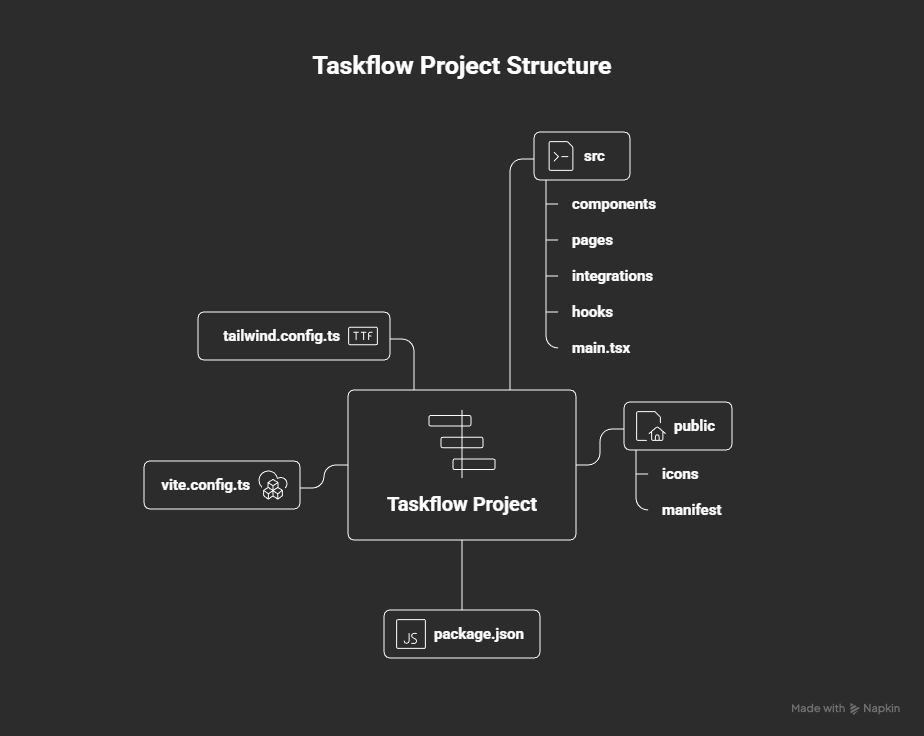 Taskflow Project Structure
src
components
pages
integrations
hooks
main.tsx
tailwind.config.ts TTF
public
icons
manifest
vite.config.ts
Taskflow Project
JS package.json
Made with Napkin